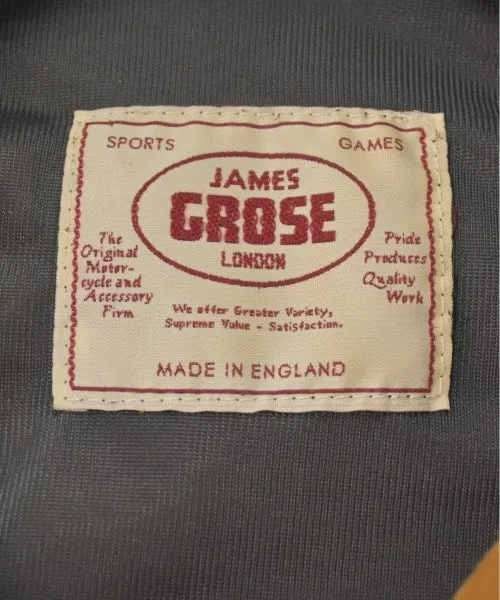 SPORTS GAMES
JAMES
GROSE
LONDON
The
Original
Motor-
cycle and
Accessory
Firm
Pride
Produces
Quality
Work
We offer Greater Variety,
Supreme Value - Satisfaction.
MADE IN ENGLAND